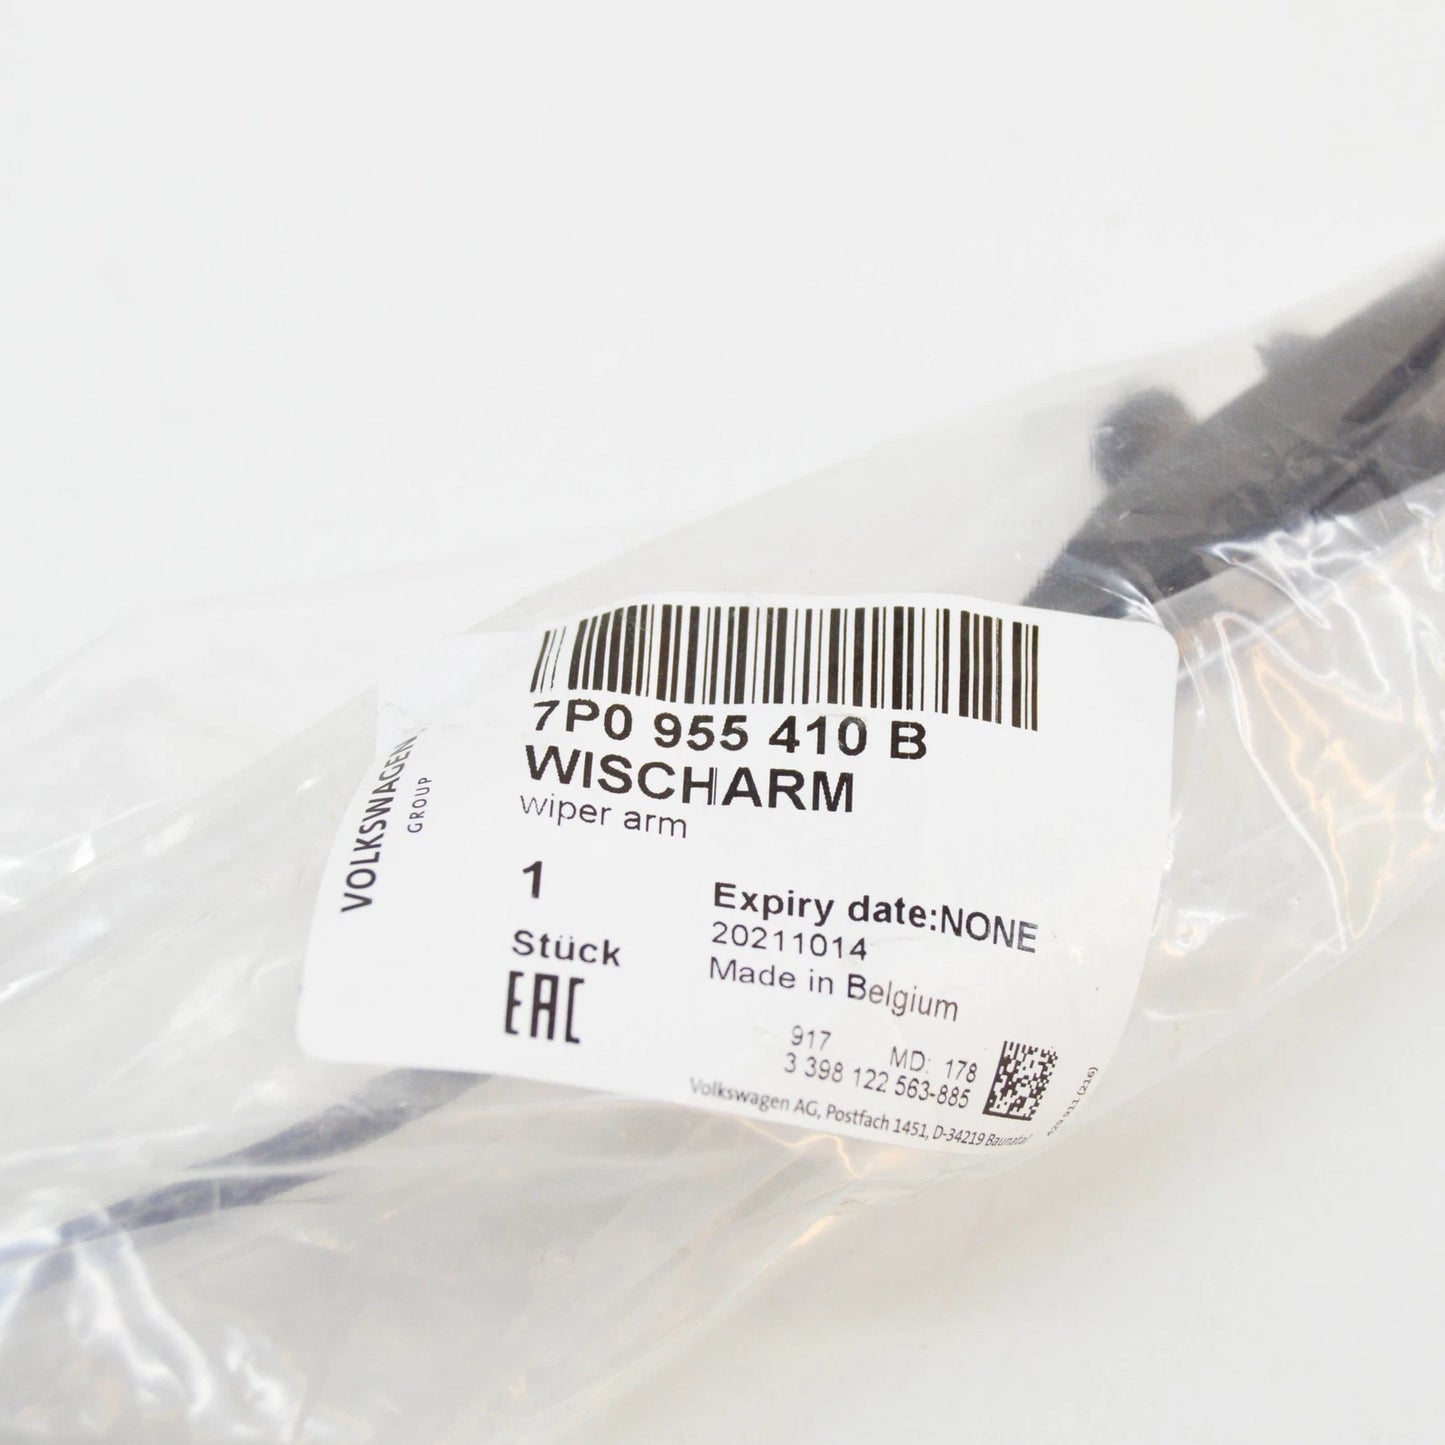 7P0 955 410 B
WISCHARM
wiper arm
VOLKSWAGEN
GROUP
1
Stück
EAC
Expiry date:NONE
20211014
Made in Belgium
917 MD: 178
3 398 122 563-885
Volkswagen AG, Postfach 1451, D-34219 Baunatal
(216)